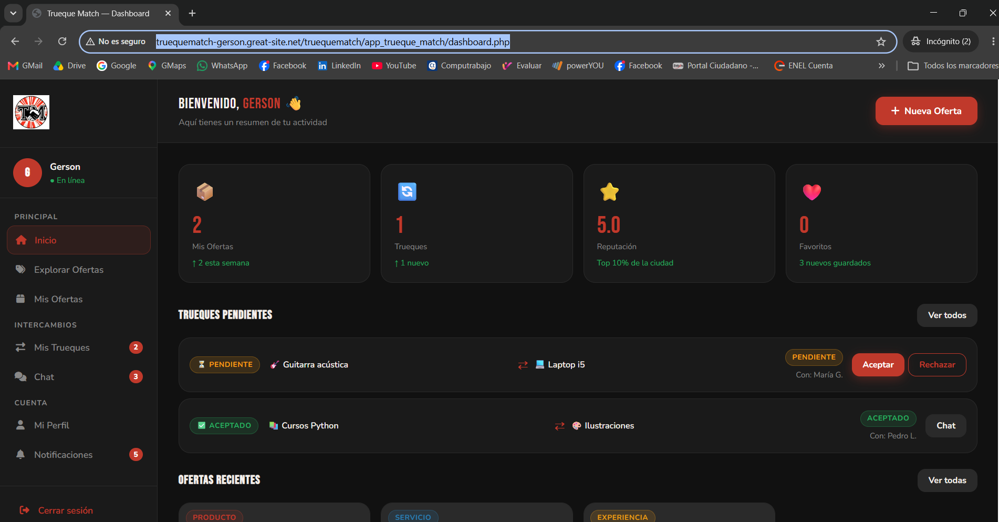 Trueque Match — Dashboard
No es seguro
truequematch-gerson.great-site.net/truequematch/app_trueque_match/dashboard.php
Incógnito (2)
GMail
Drive
Google
GMaps
WhatsApp
Facebook
LinkedIn
YouTube
Computrabajo
Evaluar
powerYOU
Facebook
Portal Ciudadano -...
ENEL Cuenta
»
Todos los marcadores
TM
G
Gerson
● En línea
PRINCIPAL
Inicio
Explorar Ofertas
Mis Ofertas
INTERCAMBIOS
Mis Trueques
2
Chat
3
CUENTA
Mi Perfil
Notificaciones
5
Cerrar sesión
BIENVENIDO, GERSON 👋
Aquí tienes un resumen de tu actividad
+ Nueva Oferta
2
Mis Ofertas
↑ 2 esta semana
1
Trueques
↑ 1 nuevo
5.0
Reputación
Top 10% de la ciudad
0
Favoritos
3 nuevos guardados
TRUEQUES PENDIENTES
Ver todos
⏳ PENDIENTE
🎸 Guitarra acústica
⇄ 💻 Laptop i5
PENDIENTE
Con: María G.
Aceptar
Rechazar
✅ ACEPTADO
📚 Cursos Python
⇄ 🎨 Ilustraciones
ACEPTADO
Con: Pedro L.
Chat
OFERTAS RECIENTES
Ver todas
PRODUCTO
SERVICIO
EXPERIENCIA